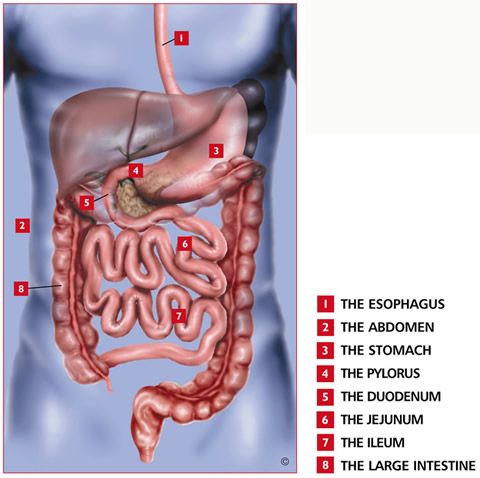 1
3
4
5
2
6
8
7
©
1 THE ESOPHAGUS
2 THE ABDOMEN
3 THE STOMACH
4 THE PYLORUS
5 THE DUODENUM
6 THE JEJUNUM
7 THE ILEUM
8 THE LARGE INTESTINE